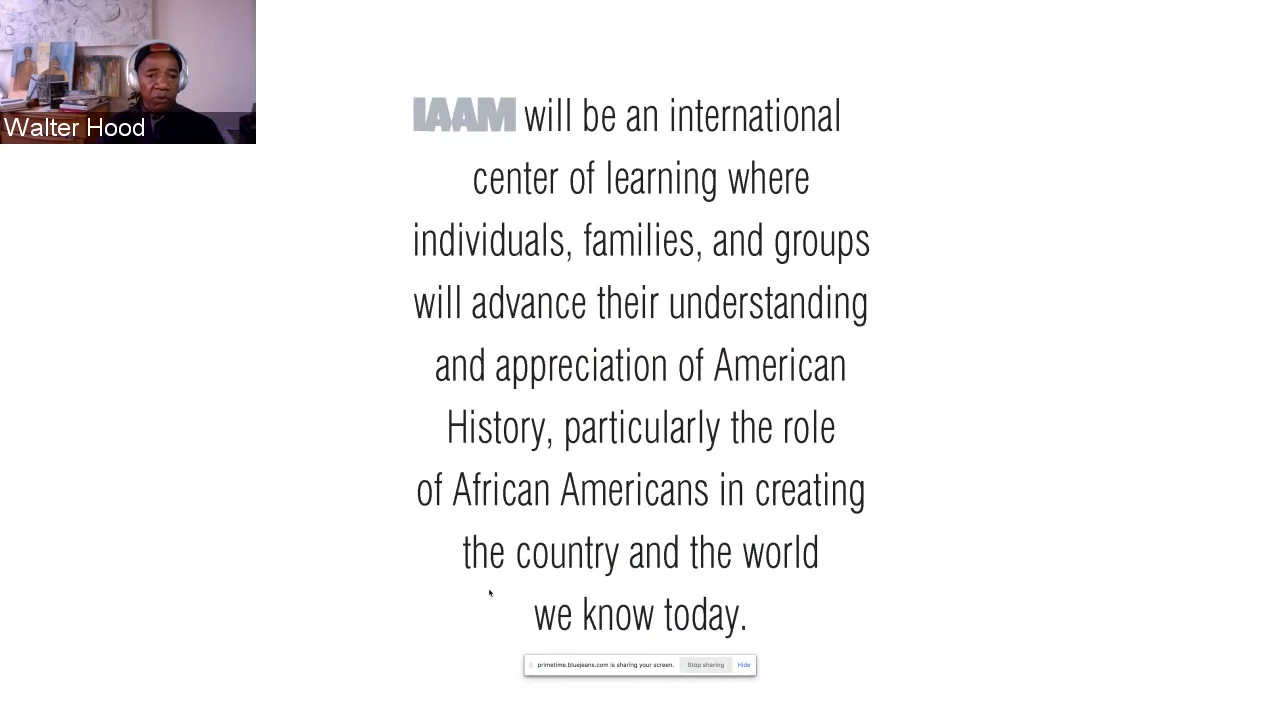 Walter Hood
IAAM will be an international
center of learning where
individuals, families, and groups
will advance their understanding
and appreciation of American
History, particularly the role
of African Americans in creating
the country and the world
we know today.
primetime.bluejeans.com is sharing your screen. Stop sharing Hide